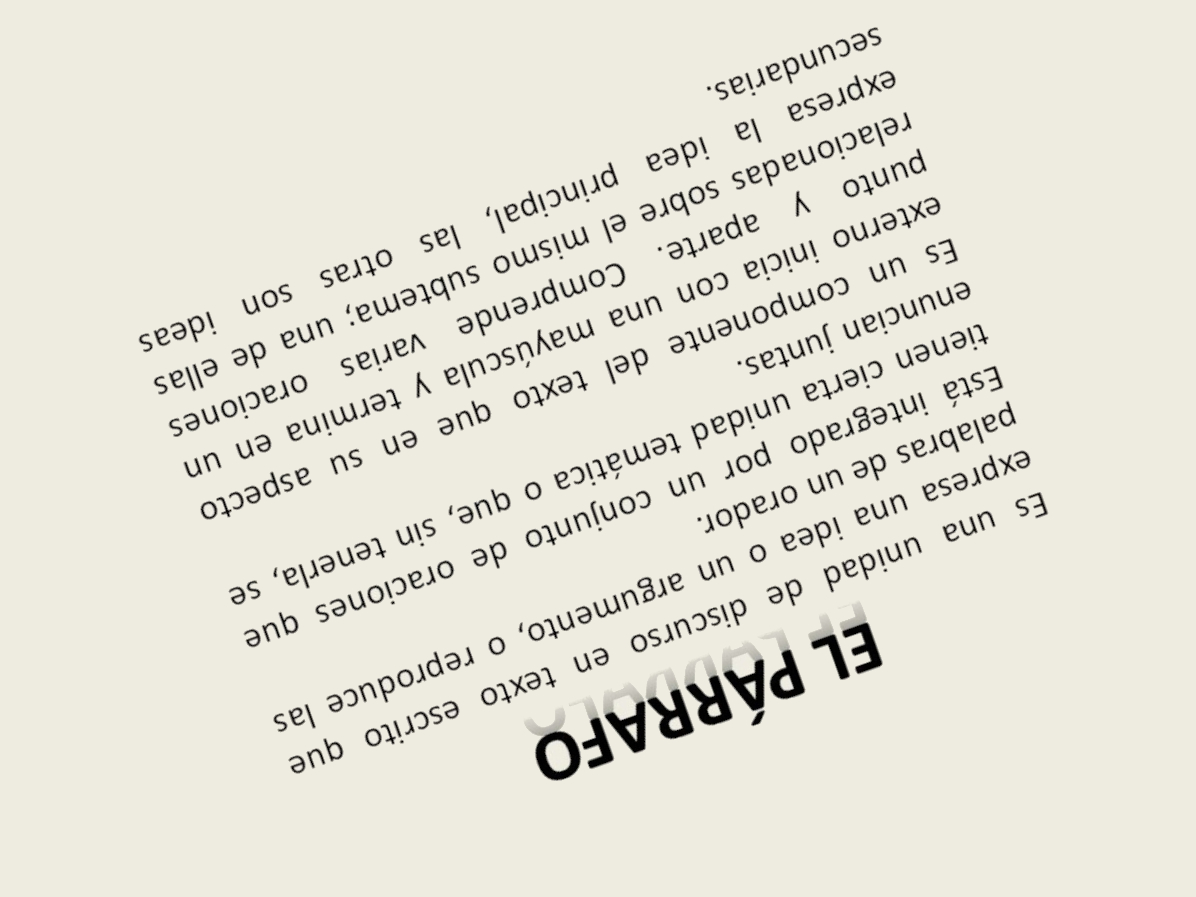 EL PÁRRAFO
Es una unidad de discurso en texto escrito que
expresa una idea o un argumento, o reproduce las
palabras de un orador.
Está integrado por un conjunto de oraciones que
tienen cierta unidad temática o que, sin tenerla, se
enuncian juntas.
Es un componente del texto que en su aspecto
externo inicia con una mayúscula y termina en un
punto y aparte. Comprende varias oraciones
relacionadas sobre el mismo subtema; una de ellas
expresa la idea principal, las otras son ideas
secundarias.